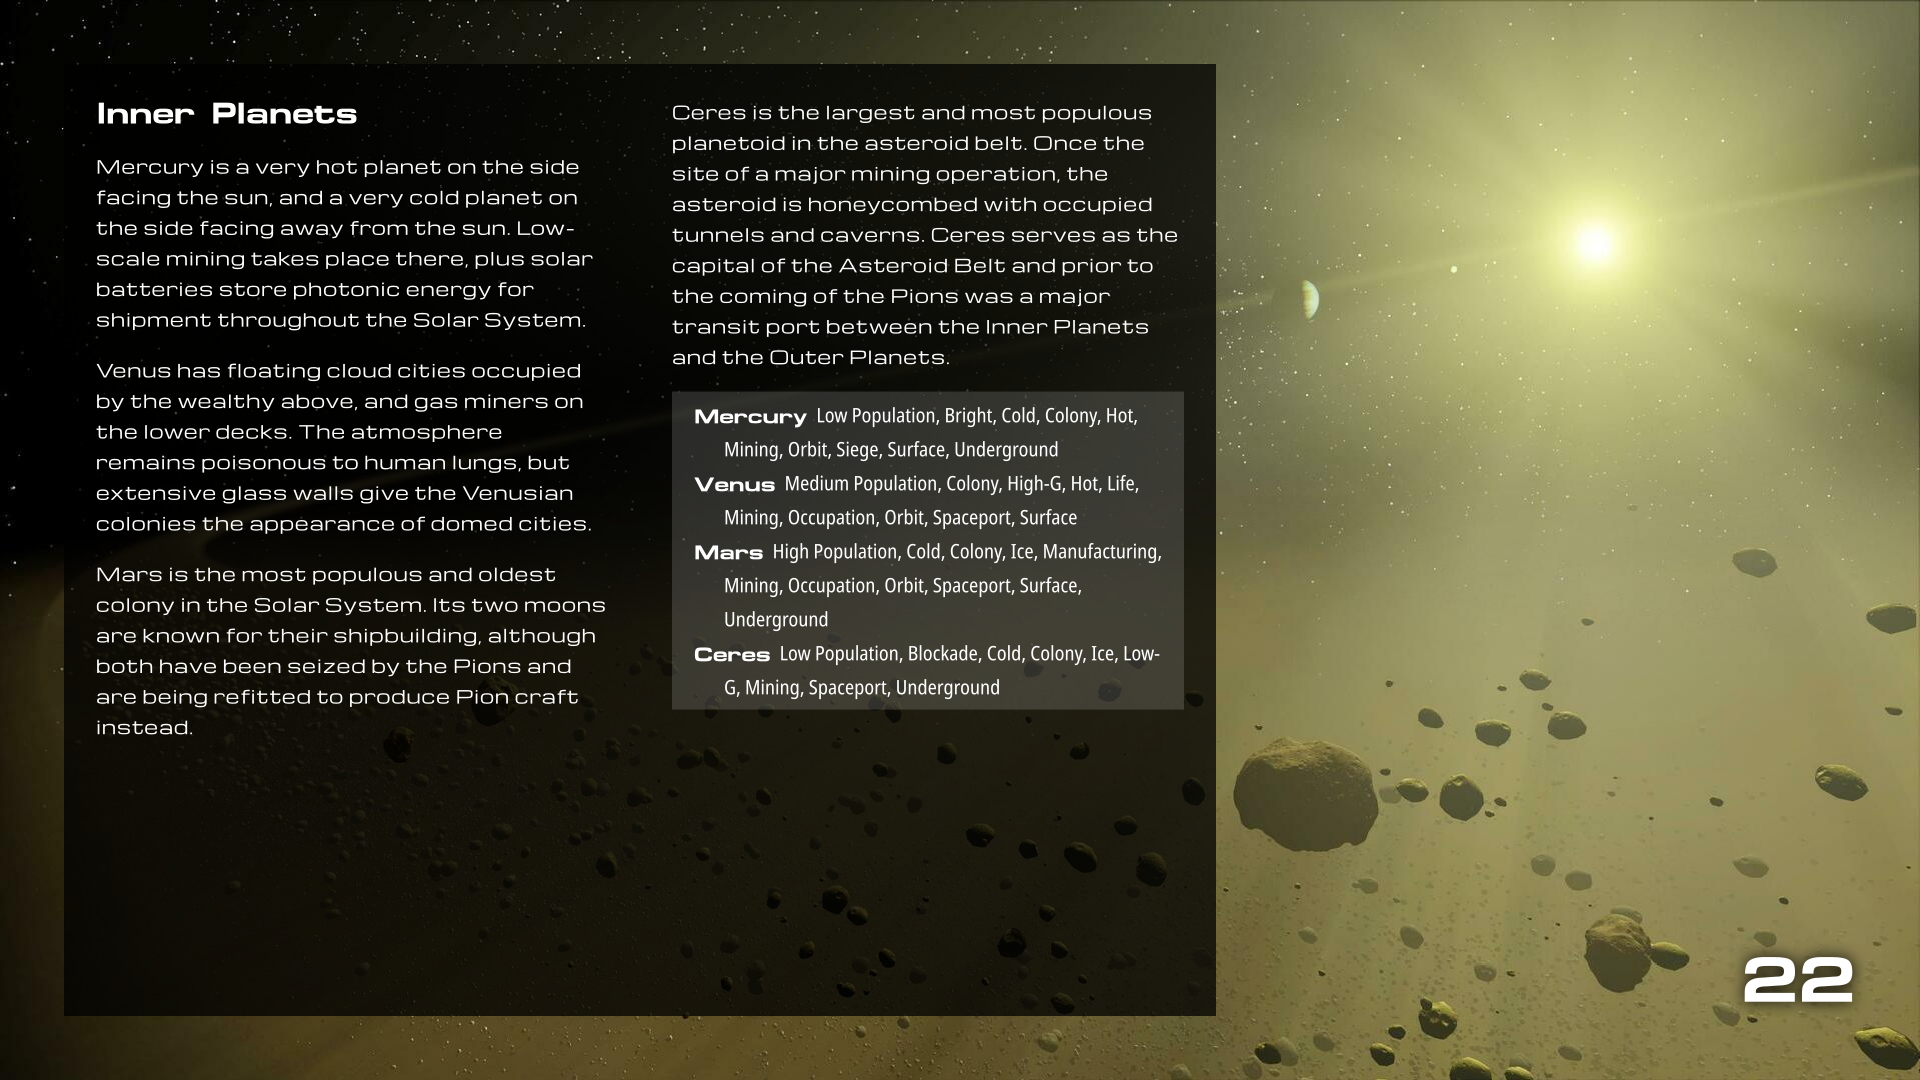 Inner Planets
Mercury is a very hot planet on the side
facing the sun, and a very cold planet on
the side facing away from the sun. Low-
scale mining takes place there, plus solar
batteries store photonic energy for
shipment throughout the Solar System.
Venus has floating cloud cities occupied
by the wealthy above, and gas miners on
the lower decks. The atmosphere
remains poisonous to human lungs, but
extensive glass walls give the Venusian
colonies the appearance of domed cities.
Mars is the most populous and oldest
colony in the Solar System. Its two moons
are known for their shipbuilding, although
both have been seized by the Pions and
are being refitted to produce Pion craft
instead.
Ceres is the largest and most populous
planetoid in the asteroid belt. Once the
site of a major mining operation, the
asteroid is honeycombed with occupied
tunnels and caverns. Ceres serves as the
capital of the Asteroid Belt and prior to
the coming of the Pions was a major
transit port between the Inner Planets
and the Outer Planets.
Mercury Low Population, Bright, Cold, Colony, Hot,
Mining, Orbit, Siege, Surface, Underground
Venus Medium Population, Colony, High-G, Hot, Life,
Mining, Occupation, Orbit, Spaceport, Surface
Mars High Population, Cold, Colony, Ice, Manufacturing,
Mining, Occupation, Orbit, Spaceport, Surface,
Underground
Ceres Low Population, Blockade, Cold, Colony, Ice, Low-
G, Mining, Spaceport, Underground
22